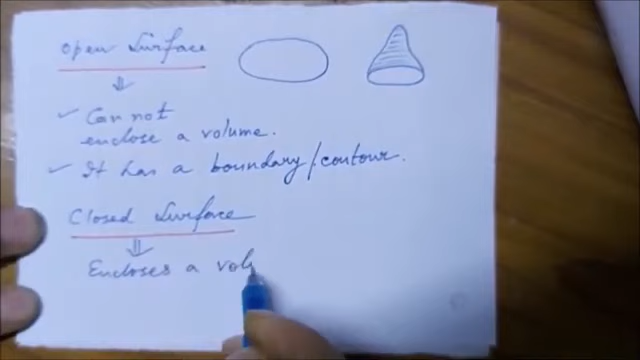 Open Surface
Can not
enclose a volume.
It has a boundary/contour.
Closed Surface
Encloses a vol